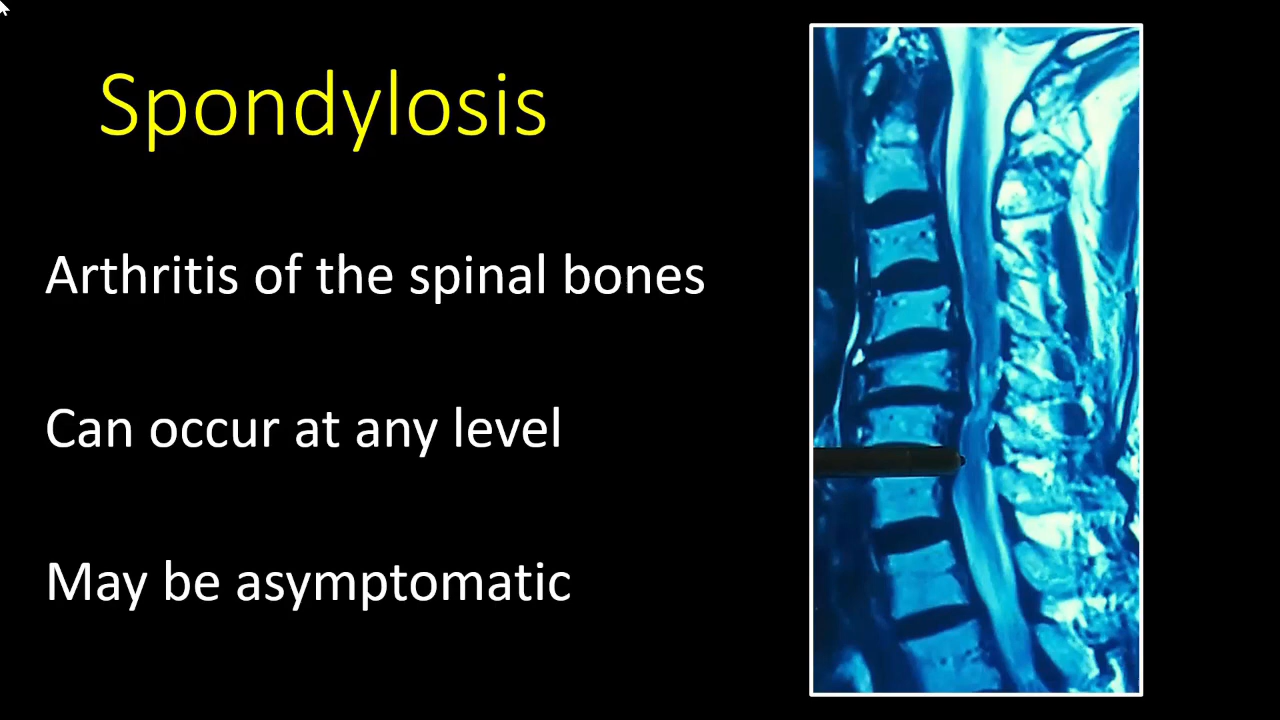 Spondylosis
Arthritis of the spinal bones
Can occur at any level
May be asymptomatic